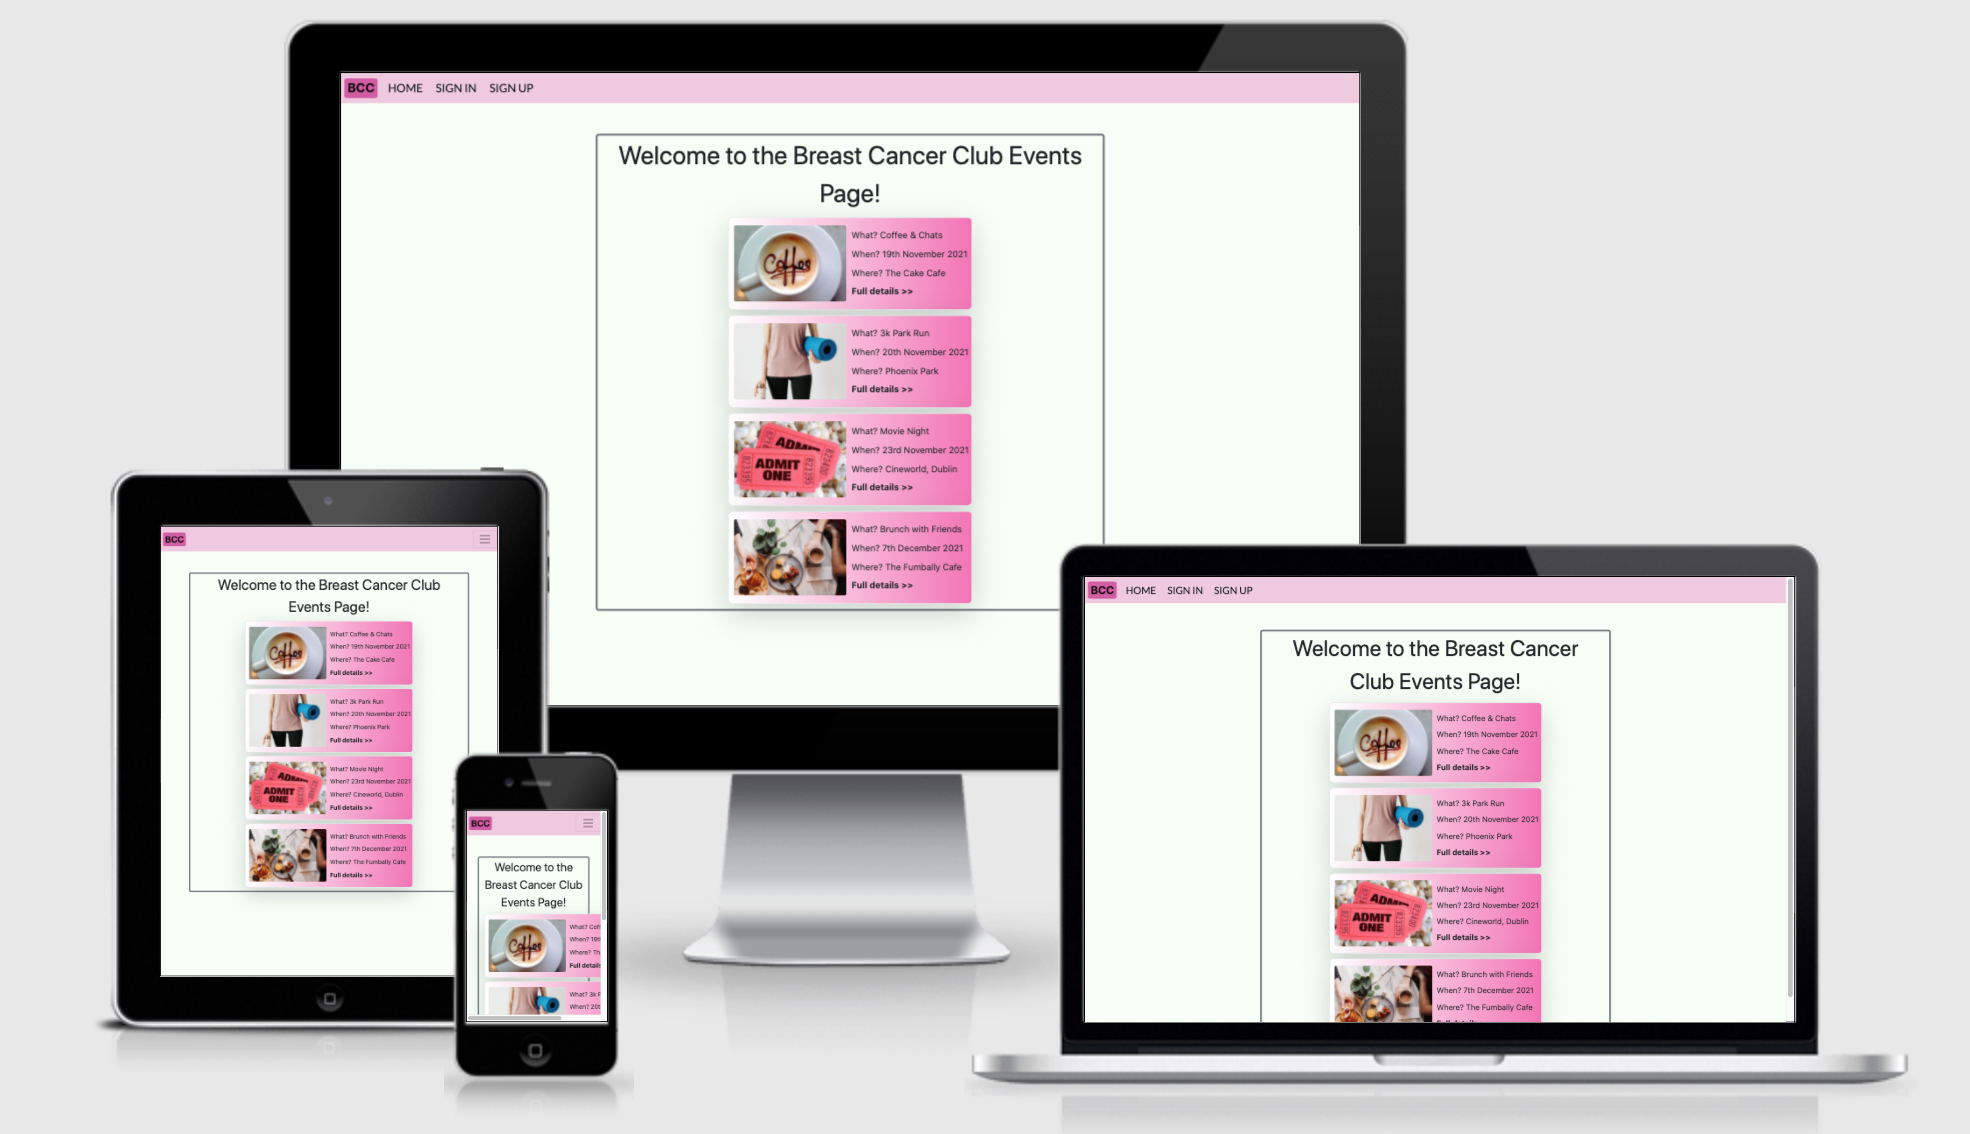 BCC HOME SIGN IN SIGN UP
Welcome to the Breast Cancer Club Events
Page!
Coffee
What? Coffee & Chats
When? 19th November 2021
Where? The Cake Cafe
Full details >>
What? 3k Park Run
When? 20th November 2021
Where? Phoenix Park
Full details >>
ADMIT
ADMIT
ONE
823395
823395
What? Movie Night
When? 23rd November 2021
Where? Cineworld, Dublin
Full details >>
What? Brunch with Friends
When? 7th December 2021
Where? The Fumbally Cafe
Full details >>
BCC
Welcome to the Breast Cancer Club
Events Page!
Coffee
What? Coffee & Chats
When? 19th November 2021
Where? The Cake Cafe
Full details >>
What? 3k Park Run
When? 20th November 2021
Where? Phoenix Park
Full details >>
ADMIT
ADMIT
ONE
What? Movie Night
When? 23rd November 2021
Where? Cineworld, Dublin
Full details >>
What? Brunch with Friends
When? 7th December 2021
Where? The Fumbally Cafe
Full details >>
BCC
Welcome to the
Breast Cancer Club
Events Page!
Coffee
What? Cof
When? 19t
Where? Th
Full details
What? 3k F
When? 20t
BCC HOME SIGN IN SIGN UP
Welcome to the Breast Cancer
Club Events Page!
Coffee
What? Coffee & Chats
When? 19th November 2021
Where? The Cake Cafe
Full details >>
What? 3k Park Run
When? 20th November 2021
Where? Phoenix Park
Full details >>
ADMIT
ADMIT
ONE
What? Movie Night
When? 23rd November 2021
Where? Cineworld, Dublin
Full details >>
What? Brunch with Friends
When? 7th December 2021
Where? The Fumbally Cafe